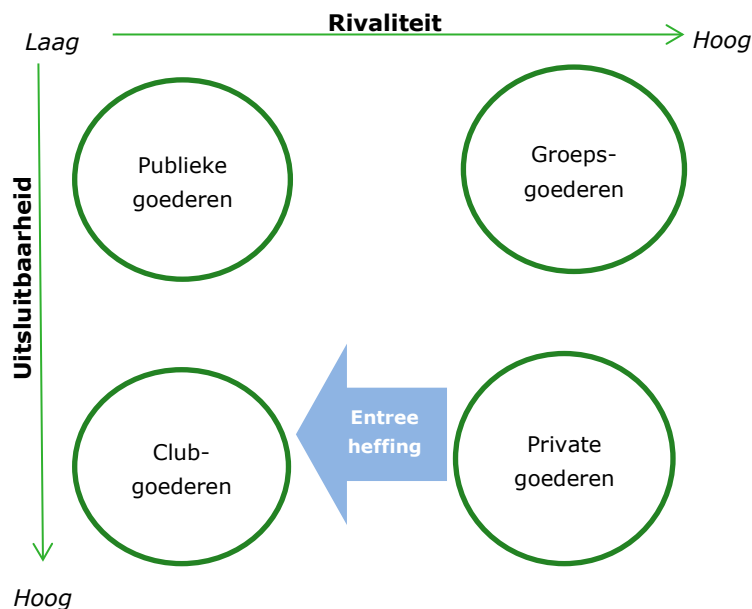 Rivaliteit
Laag
Hoog
Uitsluitbaarheid
Publieke
goederen
Groeps-
goederen
Entree
heffing
Club-
goederen
Private
goederen
Hoog